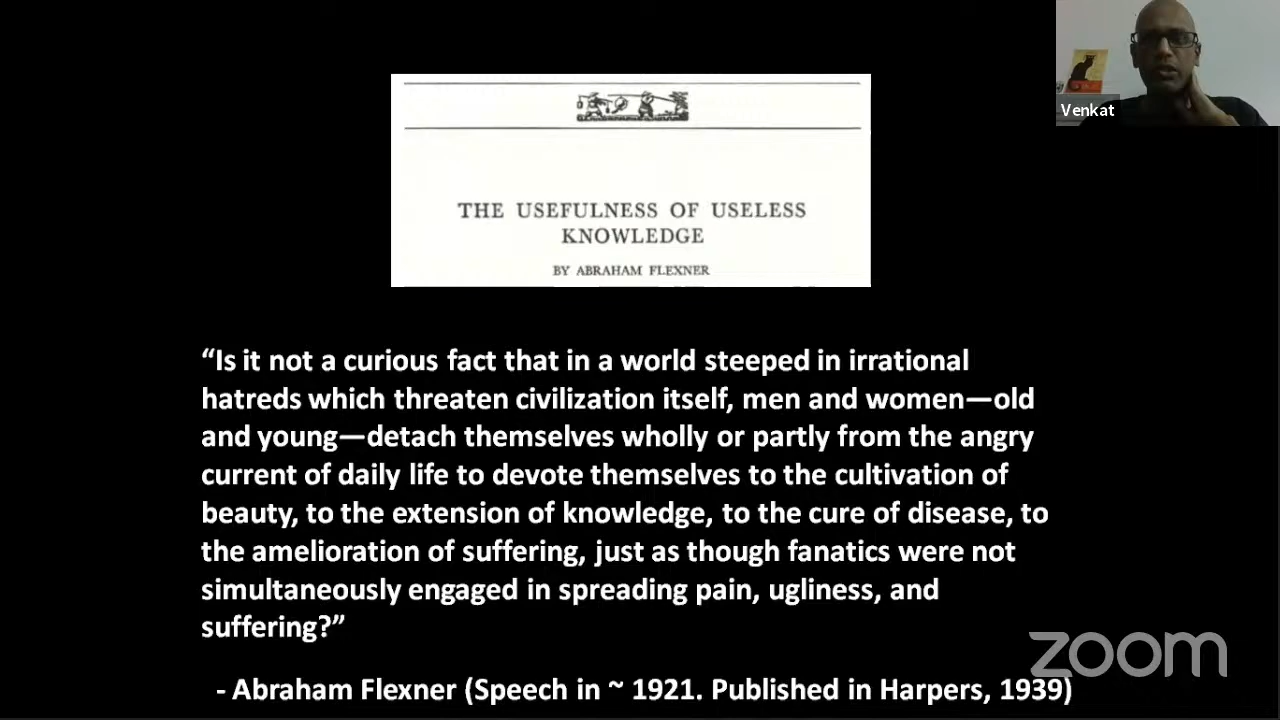 Venkat
THE USEFULNESS OF USELESS
KNOWLEDGE
BY ABRAHAM FLEXNER
“Is it not a curious fact that in a world steeped in irrational
hatreds which threaten civilization itself, men and women—old
and young—detach themselves wholly or partly from the angry
current of daily life to devote themselves to the cultivation of
beauty, to the extension of knowledge, to the cure of disease, to
the amelioration of suffering, just as though fanatics were not
simultaneously engaged in spreading pain, ugliness, and
suffering?”
zoom
- Abraham Flexner (Speech in ~ 1921. Published in Harpers, 1939)